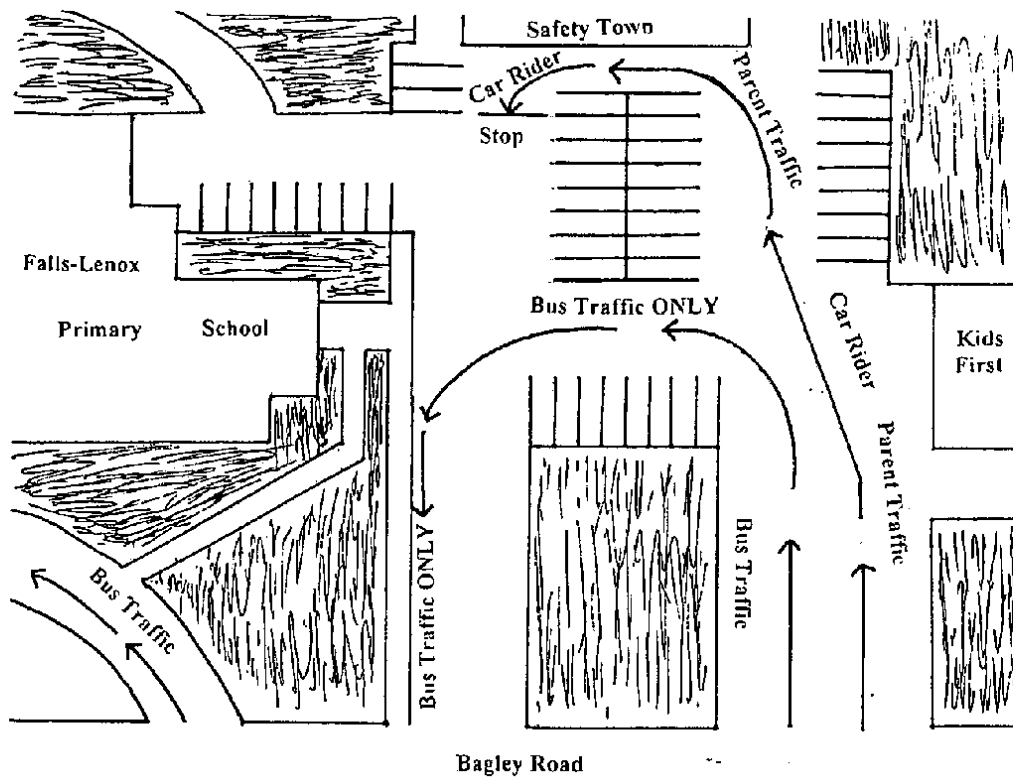 Safety Town
Car Rider
Parent Traffic
Stop
Falls-Lenox
Primary School
Bus Traffic ONLY
Car Rider
Kids
First
Parent Traffic
Bus Traffic
Bus Traffic ONLY
Bus Traffic
Bagley Road